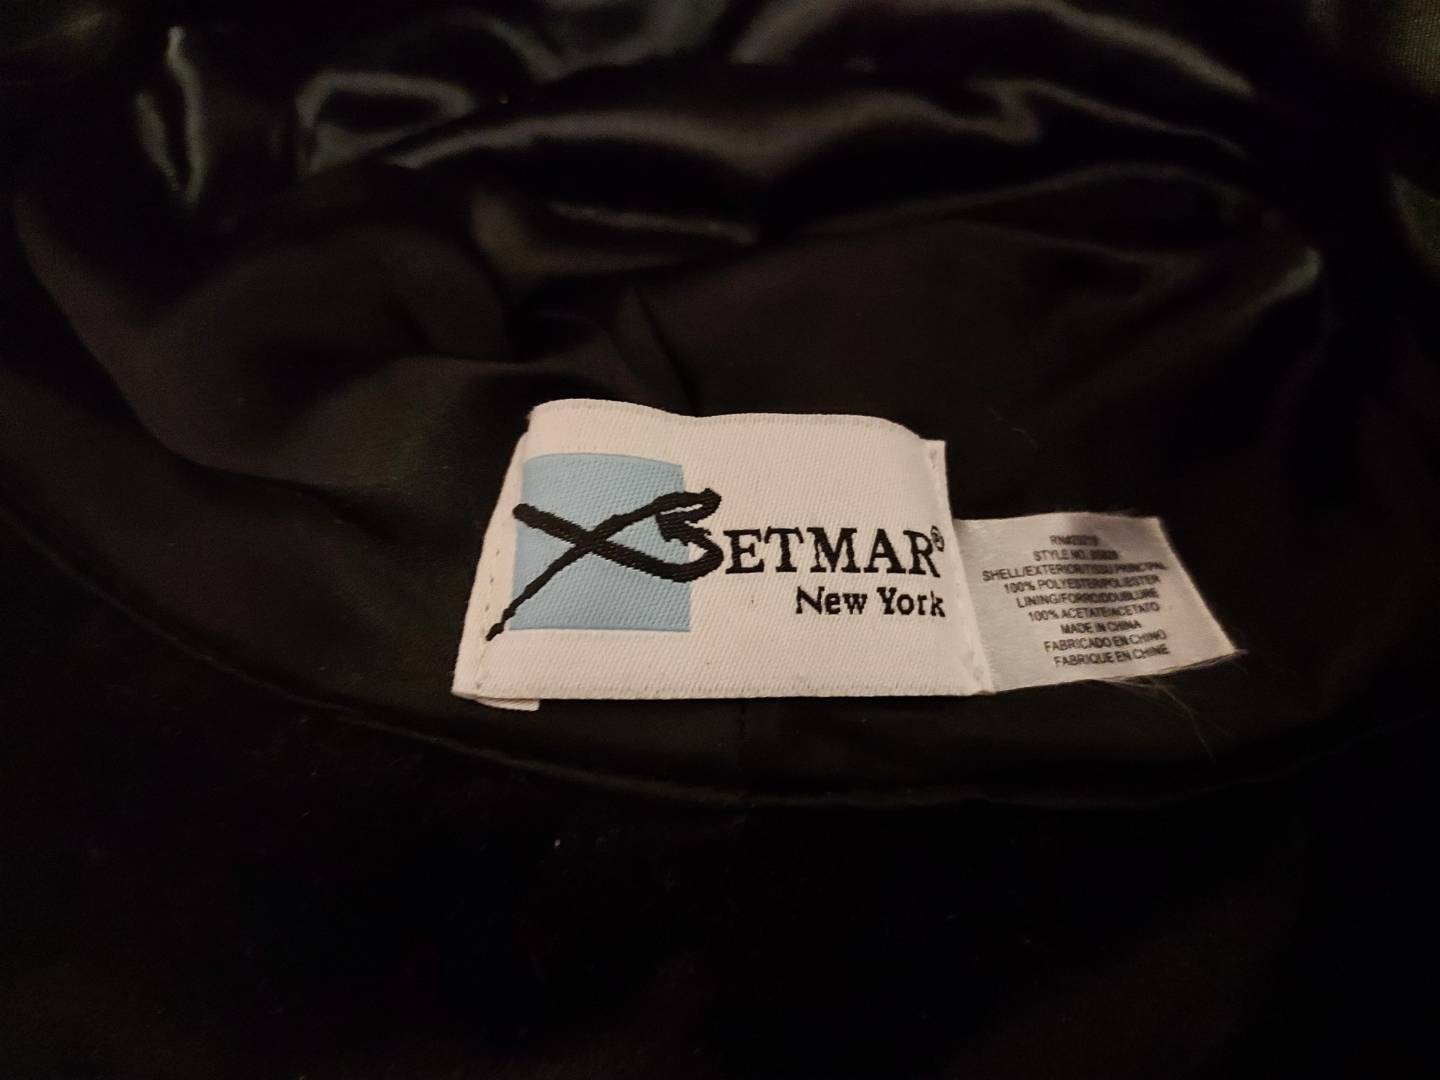 BETMAR®
New York
STYLE NO.
SHELL/EXTERIOR/TISSU PRINCIPAL
100% POLYESTER/POLIESTER
LINING/FORRO/DOUBLURE
100% ACETATE/ACETATO
MADE IN CHINA
FABRICADO EN CHINO
FABRIQUE EN CHINE